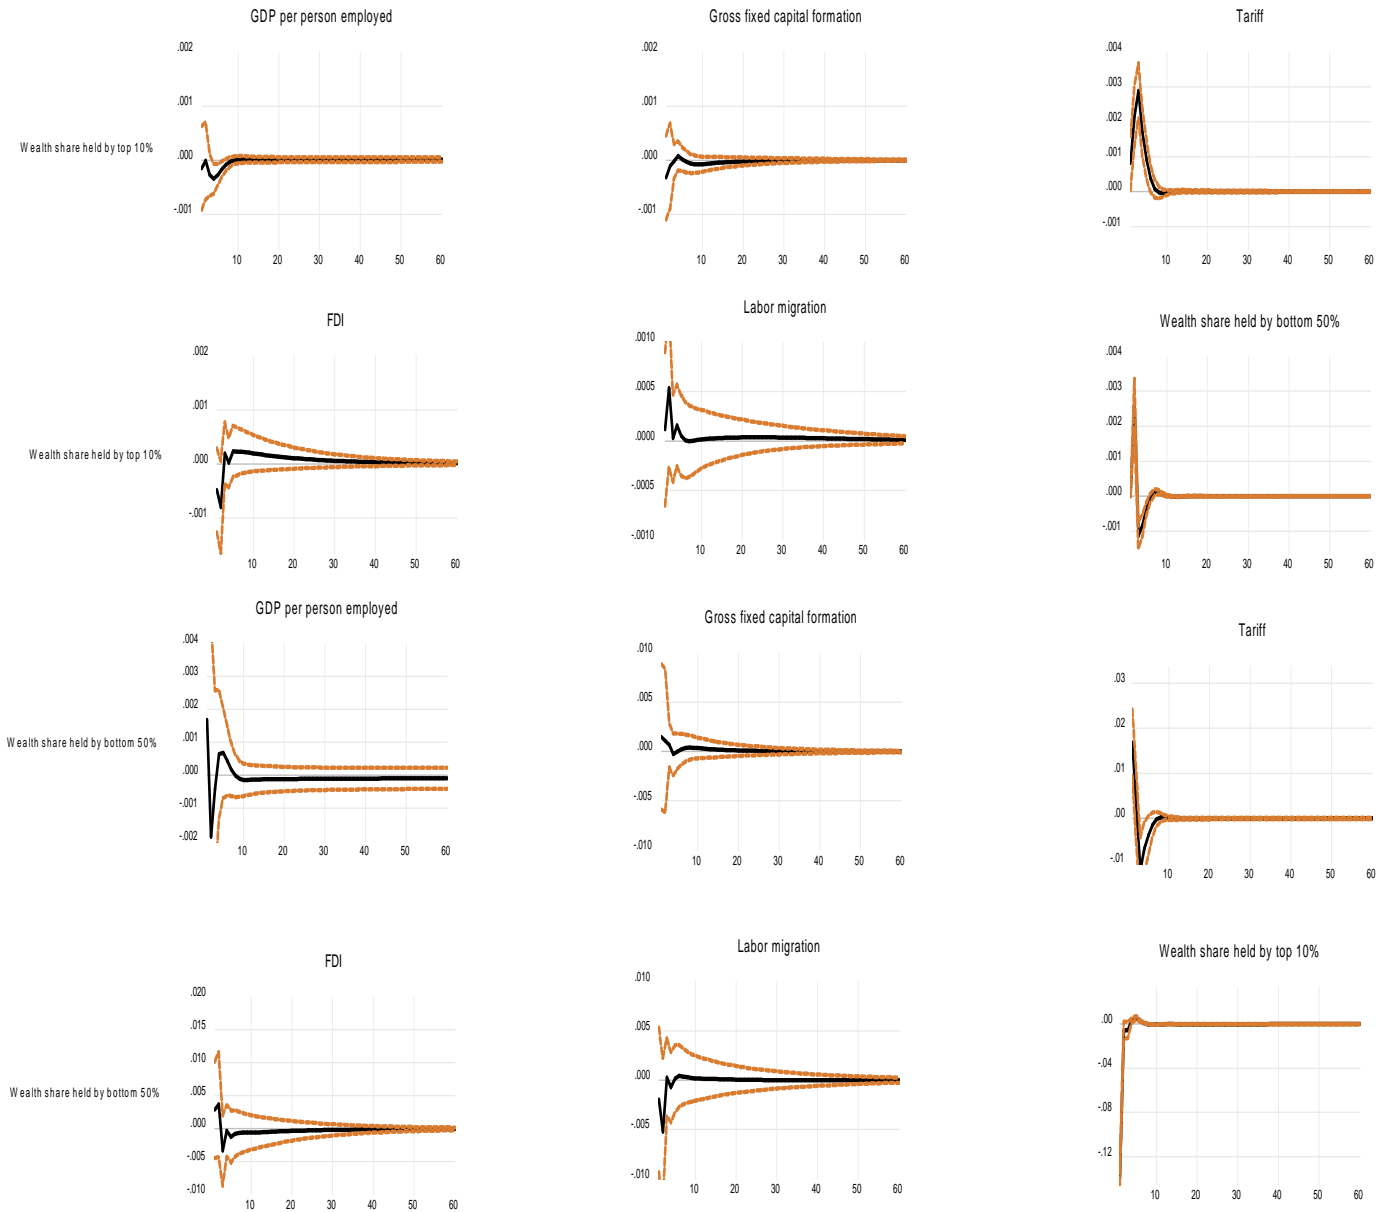 GDP per person employed
Gross fixed capital formation
Tariff
Wealth share held by top 10%
.002
.001
.000
-.001
10 20 30 40 50 60
.002
.001
.000
-.001
10 20 30 40 50 60
.004
.003
.002
.001
.000
-.001
10 20 30 40 50 60
FDI
Labor migration
Wealth share held by bottom 50%
Wealth share held by top 10%
.002
.001
.000
-.001
10 20 30 40 50 60
.0010
.0005
.0000
-.0005
-.0010
10 20 30 40 50 60
.004
.003
.002
.001
.000
-.001
10 20 30 40 50 60
GDP per person employed
Gross fixed capital formation
Tariff
Wealth share held by bottom 50%
.004
.003
.002
.001
.000
-.001
-.002
10 20 30 40 50 60
.010
.005
.000
-.005
-.010
10 20 30 40 50 60
.03
.02
.01
.00
-.01
10 20 30 40 50 60
FDI
Labor migration
Wealth share held by top 10%
Wealth share held by bottom 50%
.020
.015
.010
.005
.000
-.005
-.010
10 20 30 40 50 60
.010
.005
.000
-.005
-.010
10 20 30 40 50 60
.00
-.04
-.08
-.12
10 20 30 40 50 60